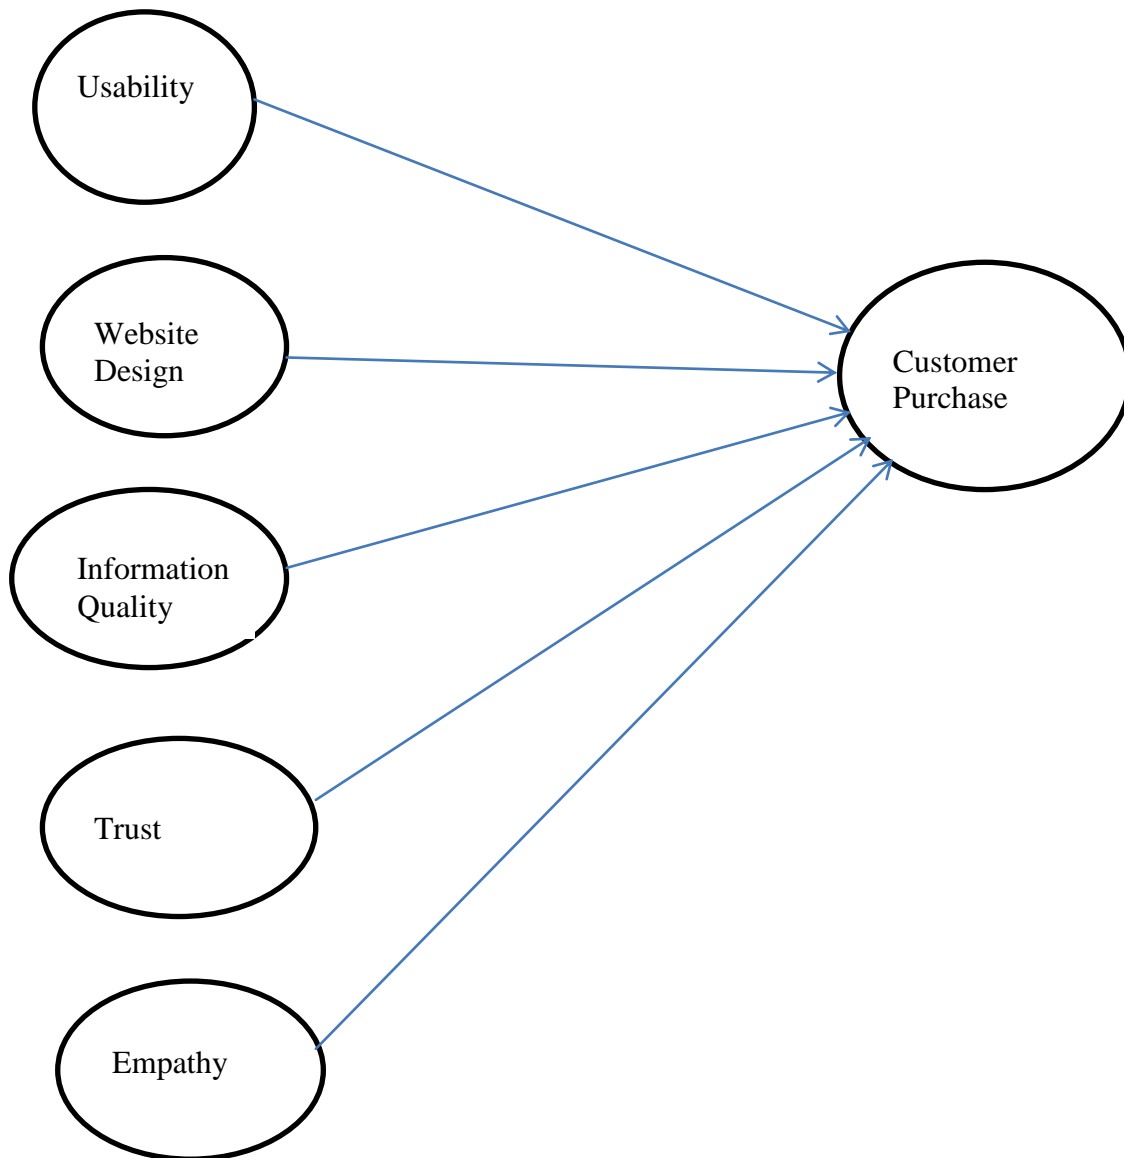 Usability
Website
Design
Customer
Purchase
Information
Quality
Trust
Empathy